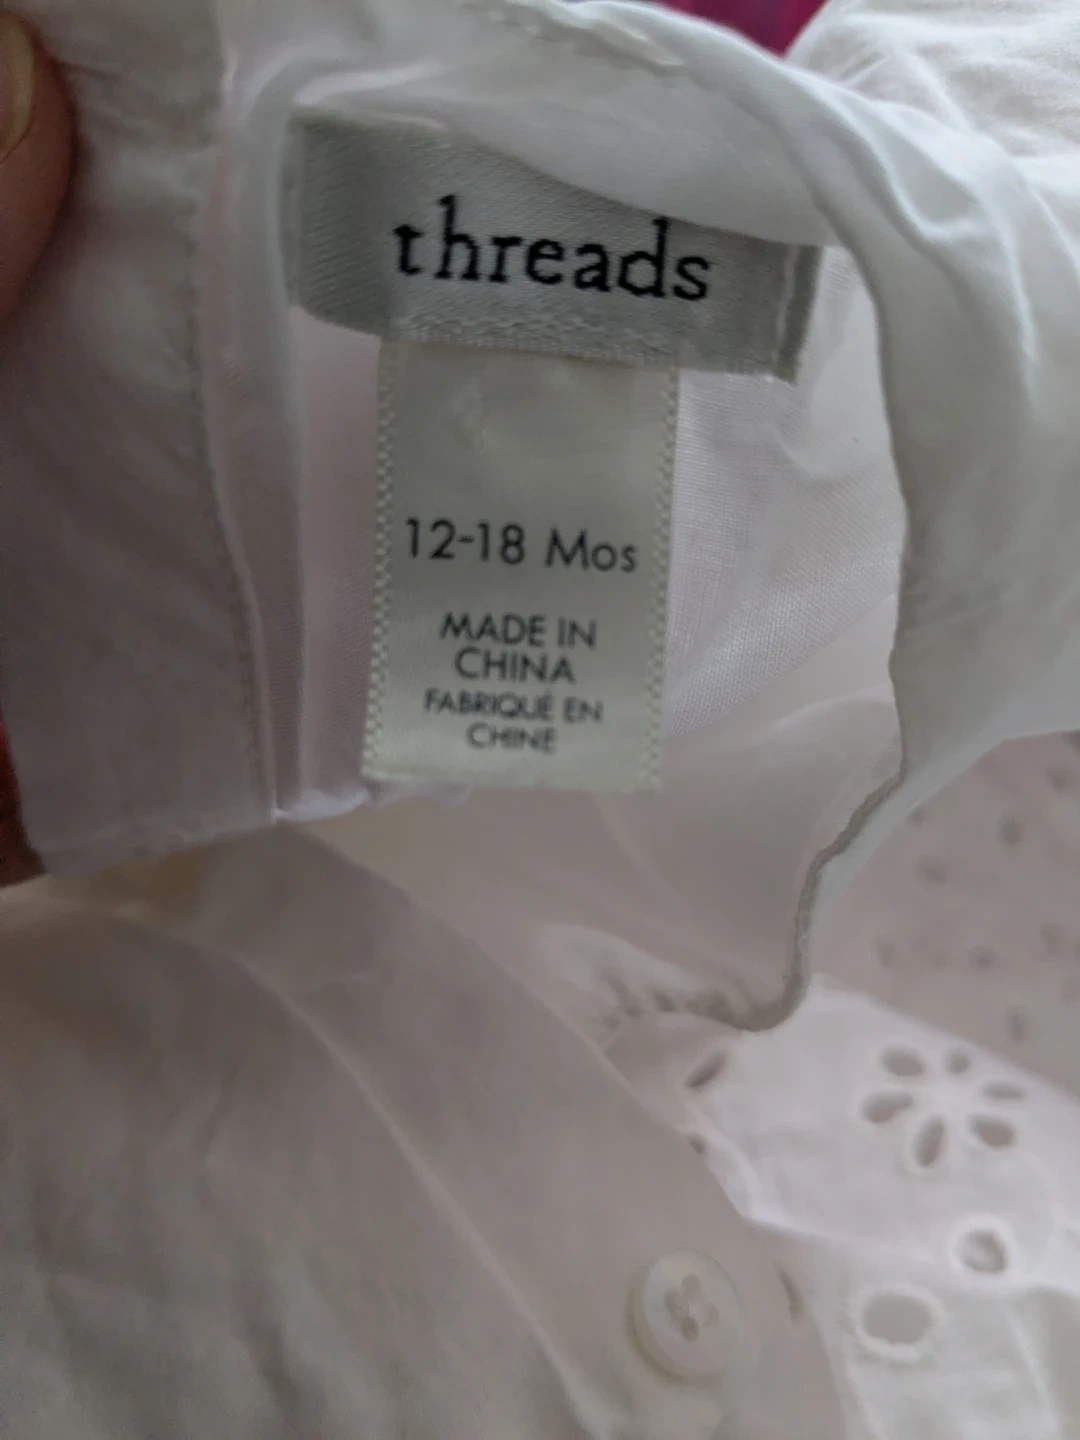 threads
12-18 Mos
MADE IN
CHINA
FABRIQUÉ EN
CHINE